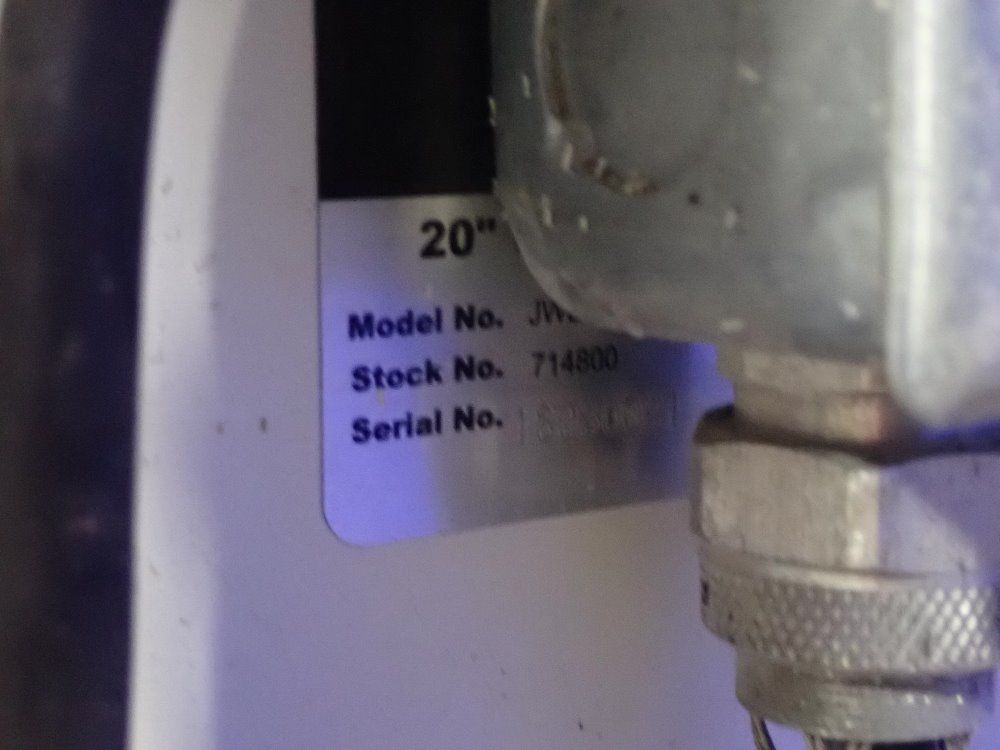 20"
Model No.
Stock No. 714800
Serial No.